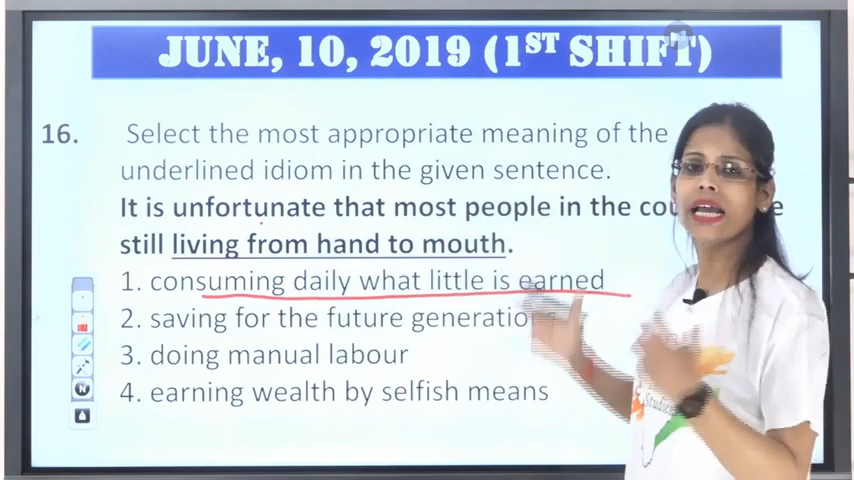 JUNE, 10, 2019 (1ST SHIFT)
16. Select the most appropriate meaning of the
underlined idiom in the given sentence.
It is unfortunate that most people in the
still living from hand to mouth.
1. consuming daily what little is earned
2. saving for the future generations
3. doing manual labour
4. earning wealth by selfish means
Studies